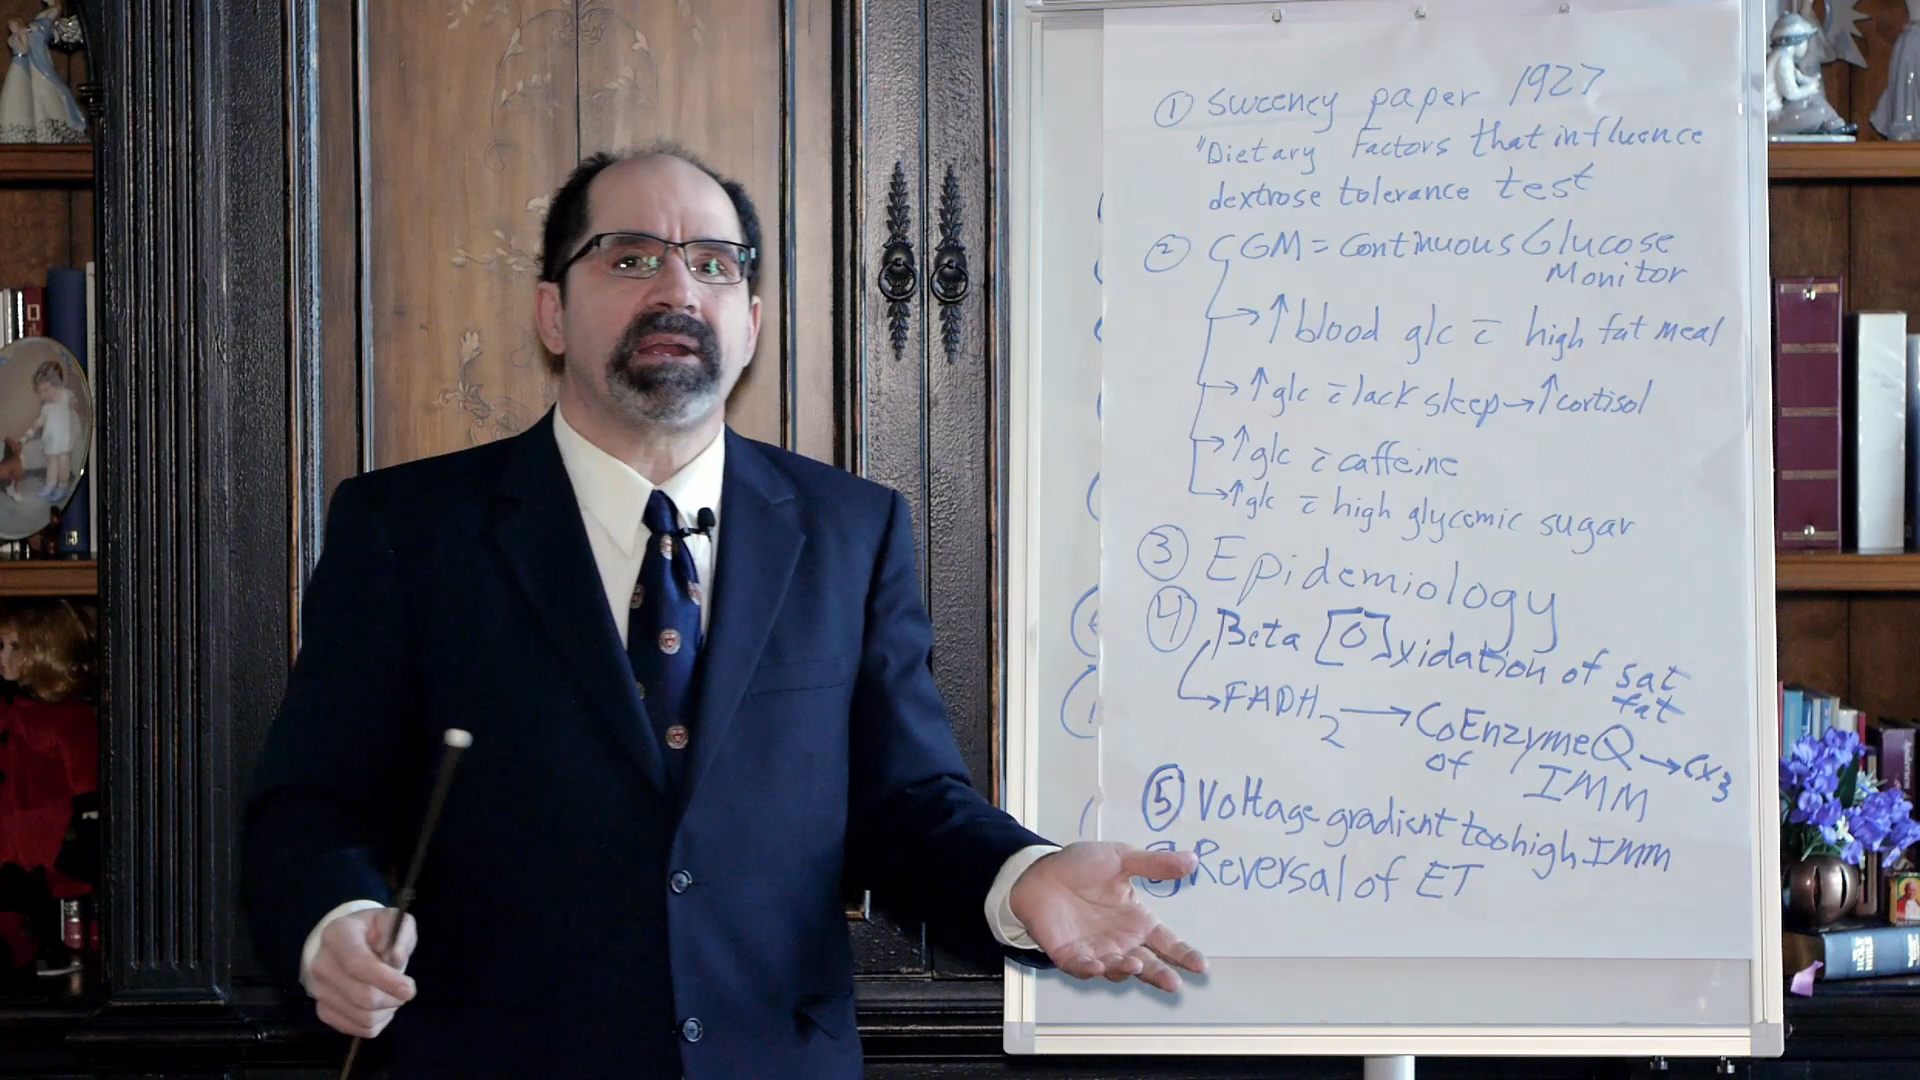 ① Sweeney paper 1927
"Dietary Factors that influence
dextrose tolerance test
② CGM = Continuous Glucose
Monitor
→ ↑ blood glc c̄ high fat meal
→ ↑ glc c̄ lack sleep → ↑ cortisol
→ ↑ glc c̄ caffeine
→ ↑ glc c̄ high glycemic sugar
③ Epidemiology
④ Beta [O]xidation of sat
fat
→ FADH2 → CoEnzymeQ → Cx3
of IMM
⑤ Voltage gradient too high IMM
Reversal of ET
HOLY BIBLE